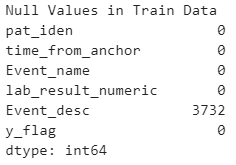 Null Values in Train Data
pat_iden 0
time_from_anchor 0
Event_name 0
lab_result_numeric 0
Event_desc 3732
y_flag 0
dtype: int64